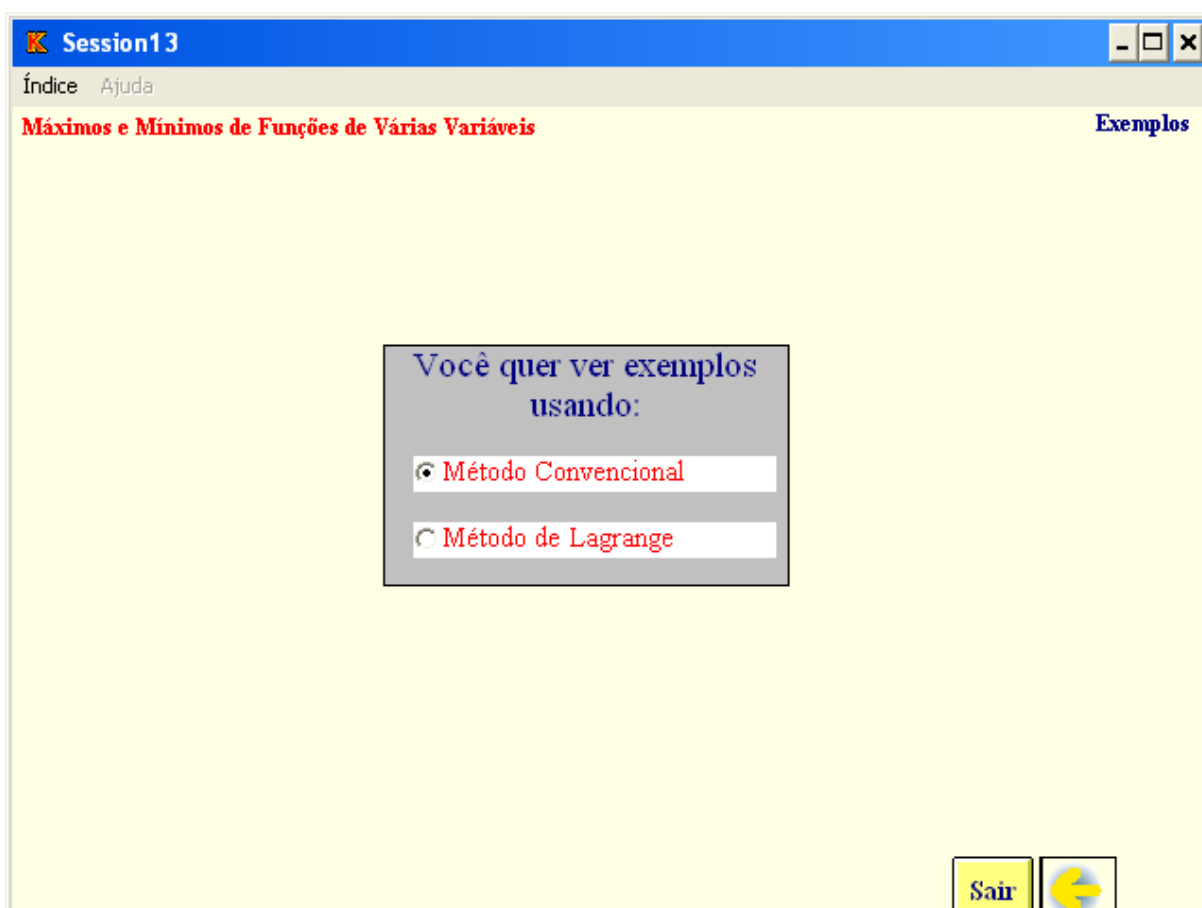 K Session13
Índice Ajuda
Máximos e Mínimos de Funções de Várias Variáveis
Exemplos
Você quer ver exemplos
usando:
Método Convencional
Método de Lagrange
Sair